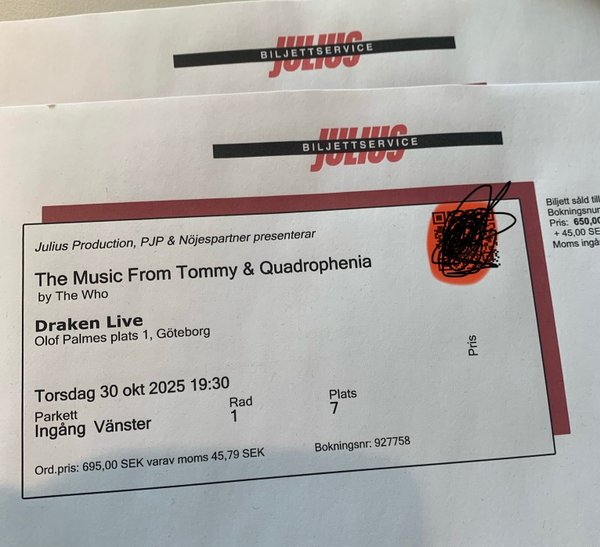 JULIUS
BILJETTSERVICE
JULIUS
BILJETTSERVICE
Biljett såld till
Bokningsnu
Pris: 650,00
+ 45,00 SE
Moms ingå
Julius Production, PJP & Nöjespartner presenterar
The Music From Tommy & Quadrophenia
by The Who
Draken Live
Olof Palmes plats 1, Göteborg
Pris
Torsdag 30 okt 2025 19:30
Parkett Rad Plats
Ingång Vänster 1 7
Ord.pris: 695,00 SEK varav moms 45,79 SEK Bokningsnr: 927758